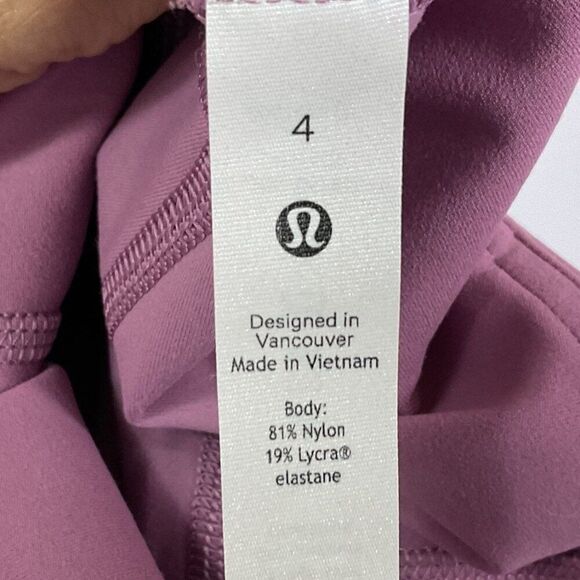 4
Designed in
Vancouver
Made in Vietnam
Body:
81% Nylon
19% Lycra®
elastane